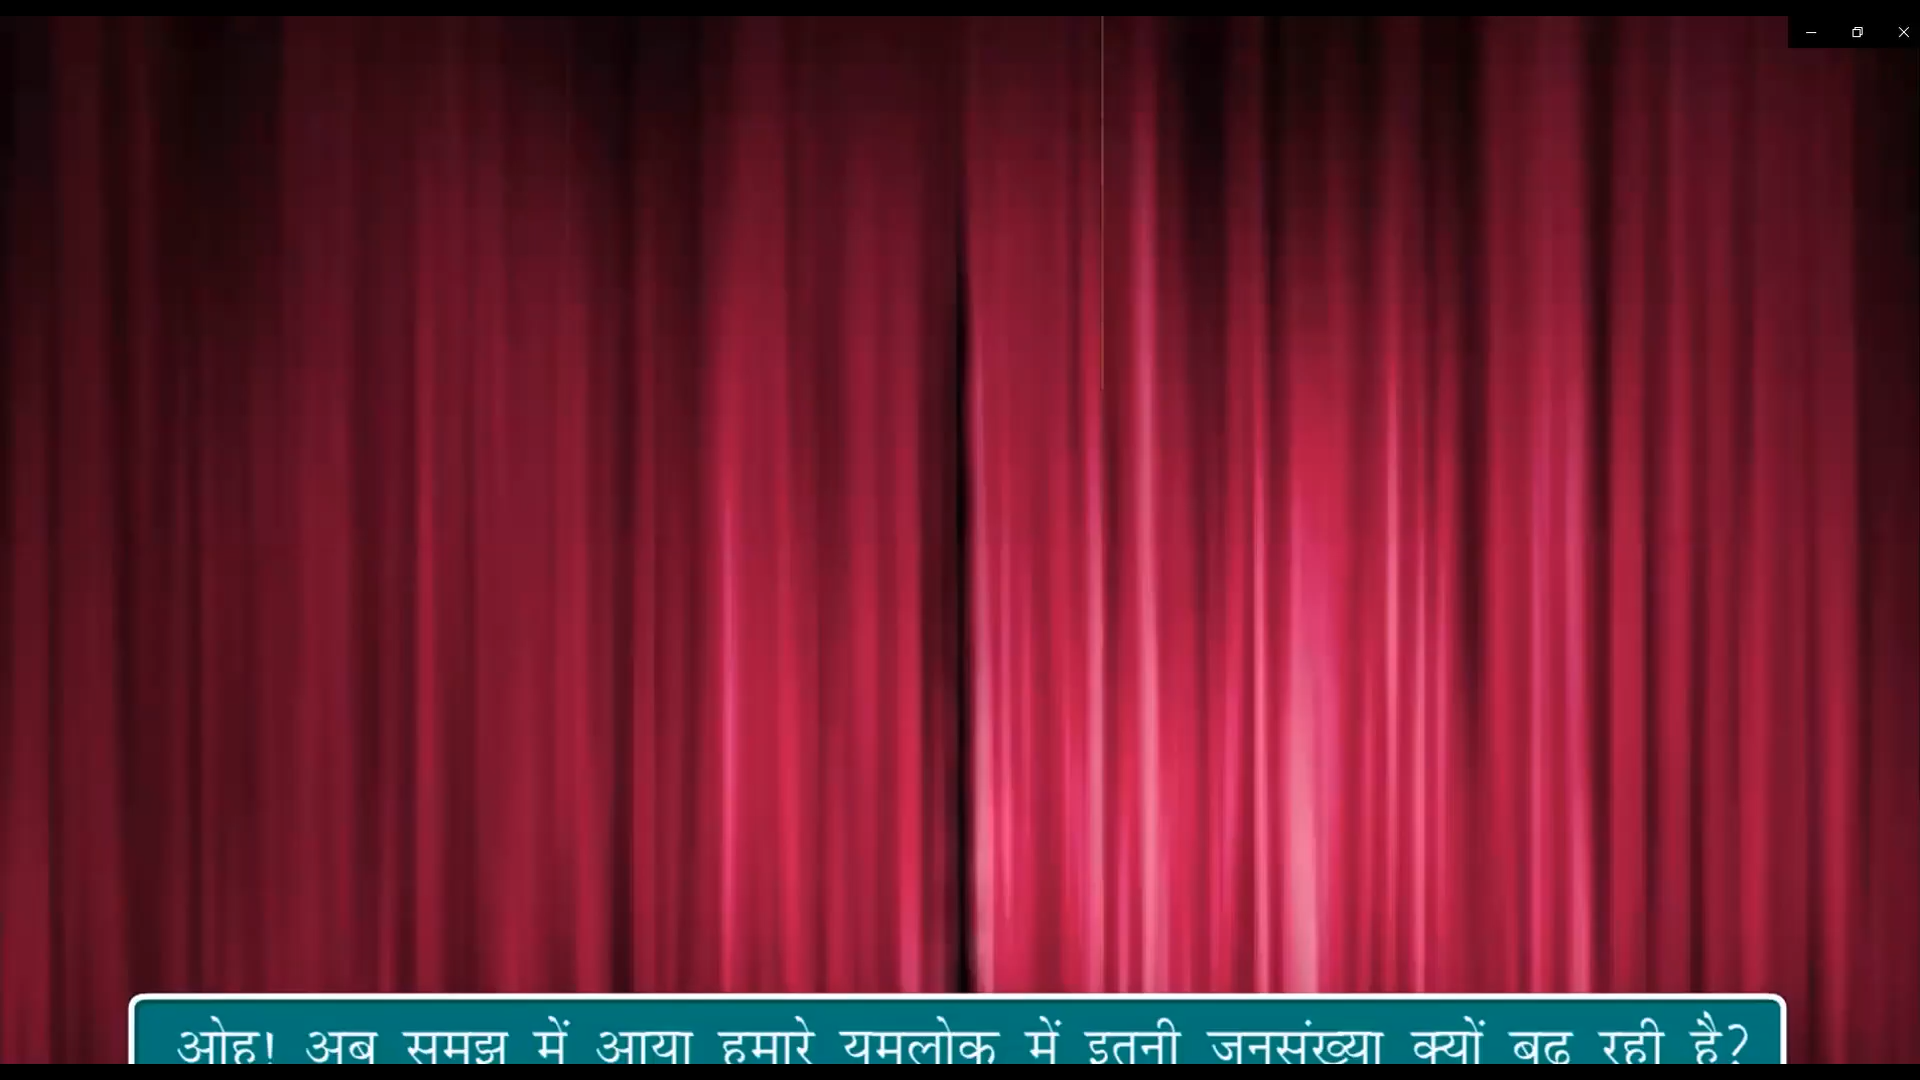 ओह! अब समझ में आया हमारे यमलोक में इतनी जनसंख्या क्यों बढ़ रही है?